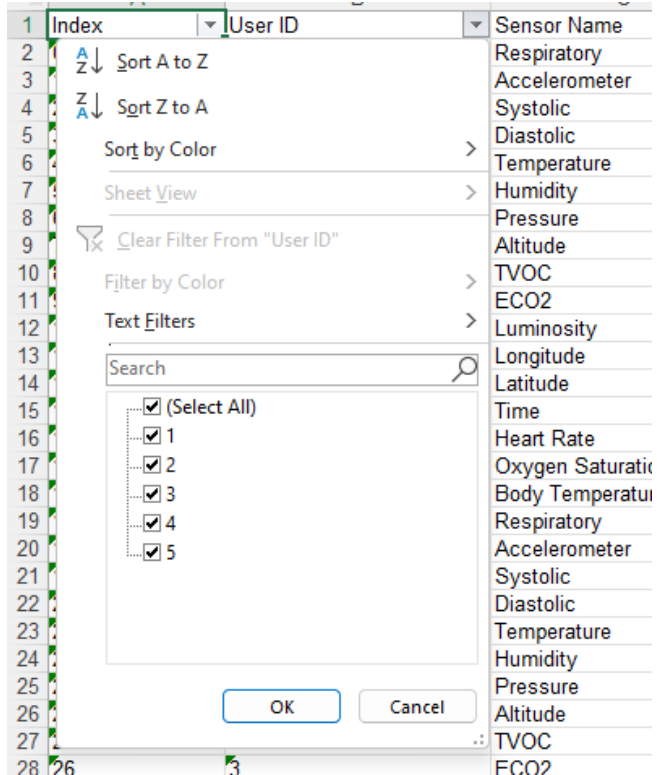 1 Index User ID Sensor Name
2 Respiratory
3 Accelerometer
4 Systolic
5 Diastolic
6 Temperature
7 Humidity
8 Pressure
9 Altitude
10 TVOC
11 ECO2
12 Luminosity
13 Longitude
14 Latitude
15 Time
16 Heart Rate
17 Oxygen Saturatio
18 Body Temperatur
19 Respiratory
20 Accelerometer
21 Systolic
22 Diastolic
23 Temperature
24 Humidity
25 Pressure
26 Altitude
27 TVOC
28 26 3 ECO2
Sort A to Z
Sort Z to A
Sort by Color
Sheet View
Clear Filter From "User ID"
Filter by Color
Text Filters
Search
(Select All)
1
2
3
4
5
OK Cancel